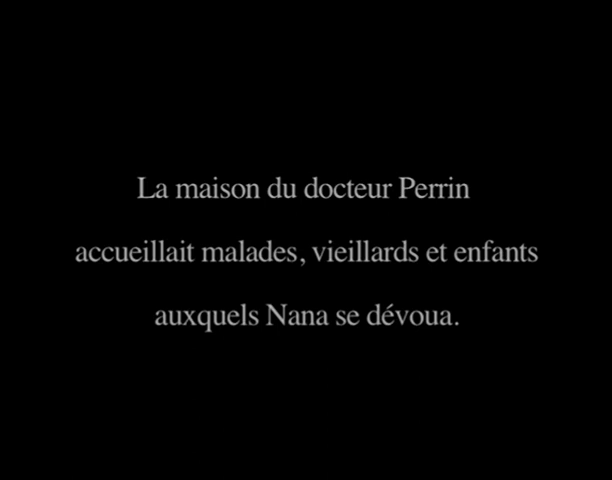 La maison du docteur Perrin
accueillait malades, vieillards et enfants
auxquels Nana se dévoua.